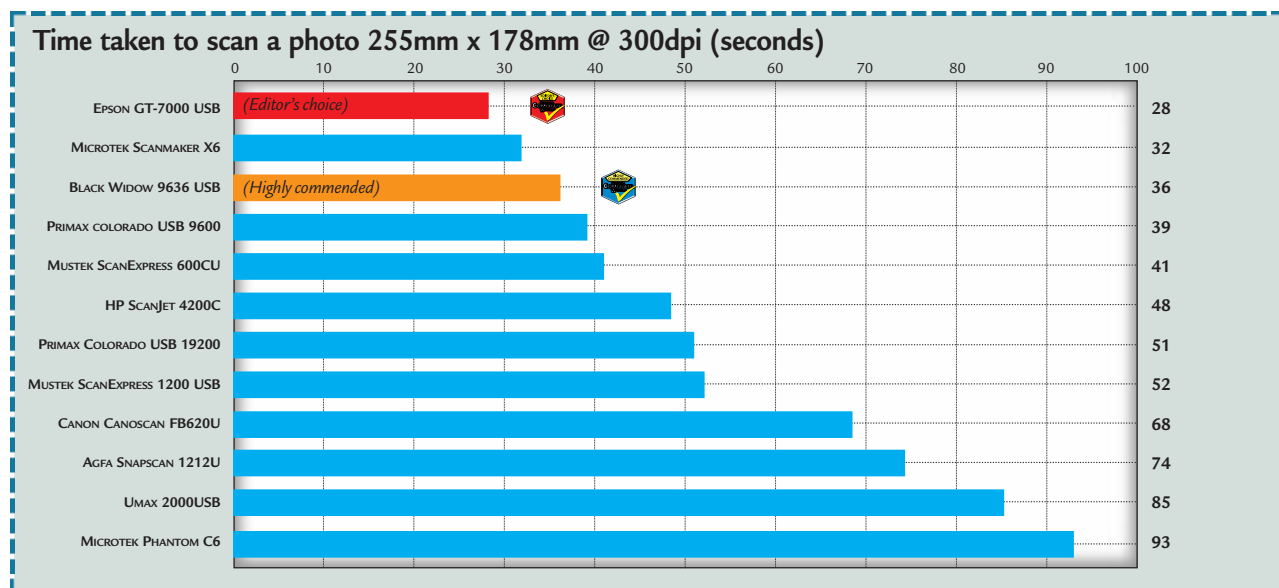 Time taken to scan a photo 255mm x 178mm @ 300dpi (seconds)
0 10 20 30 40 50 60 70 80 90 100
Epson GT-7000 USB (Editor's choice) 28
Microtek Scanmaker X6 32
Black Widow 9636 USB (Highly commended) 36
Primax colorado USB 9600 39
Mustek ScanExpress 600CU 41
HP ScanJet 4200C 48
Primax Colorado USB 19200 51
Mustek ScanExpress 1200 USB 52
Canon Canoscan FB620U 68
Agfa Snapscan 1212U 74
Umax 2000USB 85
Microtek Phantom C6 93